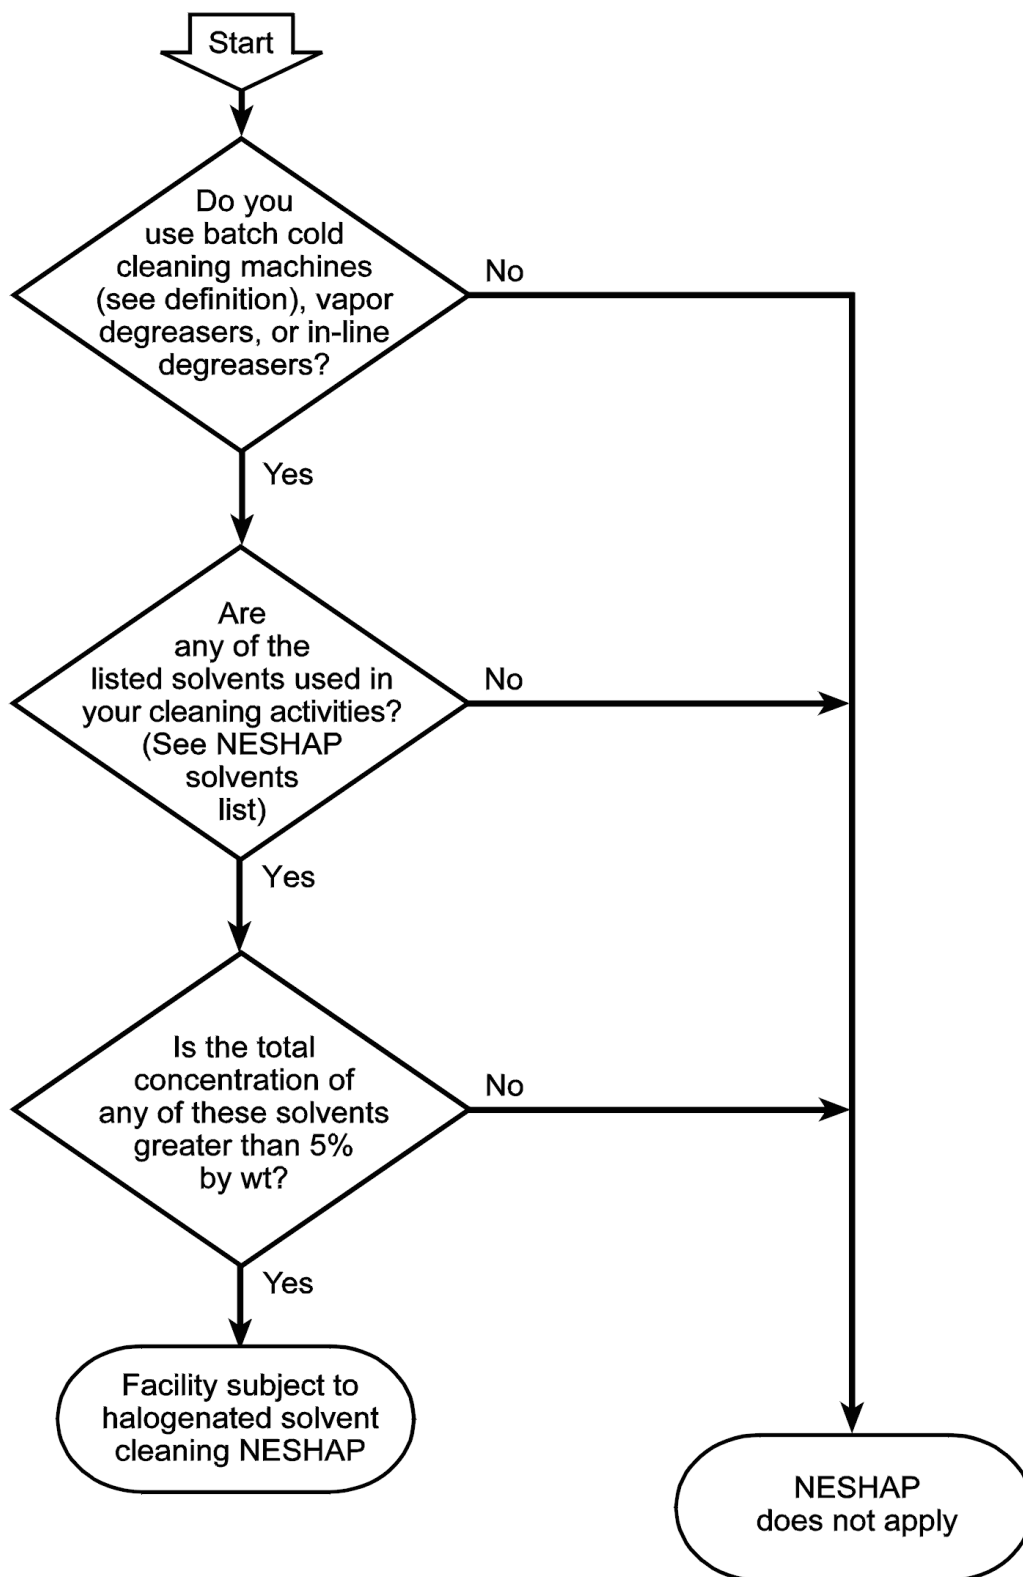 Start
Do you
use batch cold
cleaning machines
(see definition), vapor
degreasers, or in-line
degreasers?
No
Yes
Are
any of the
listed solvents used in
your cleaning activities?
(See NESHAP
solvents
list)
No
Yes
Is the total
concentration of
any of these solvents
greater than 5%
by wt?
No
Yes
Facility subject to
halogenated solvent
cleaning NESHAP
NESHAP
does not apply